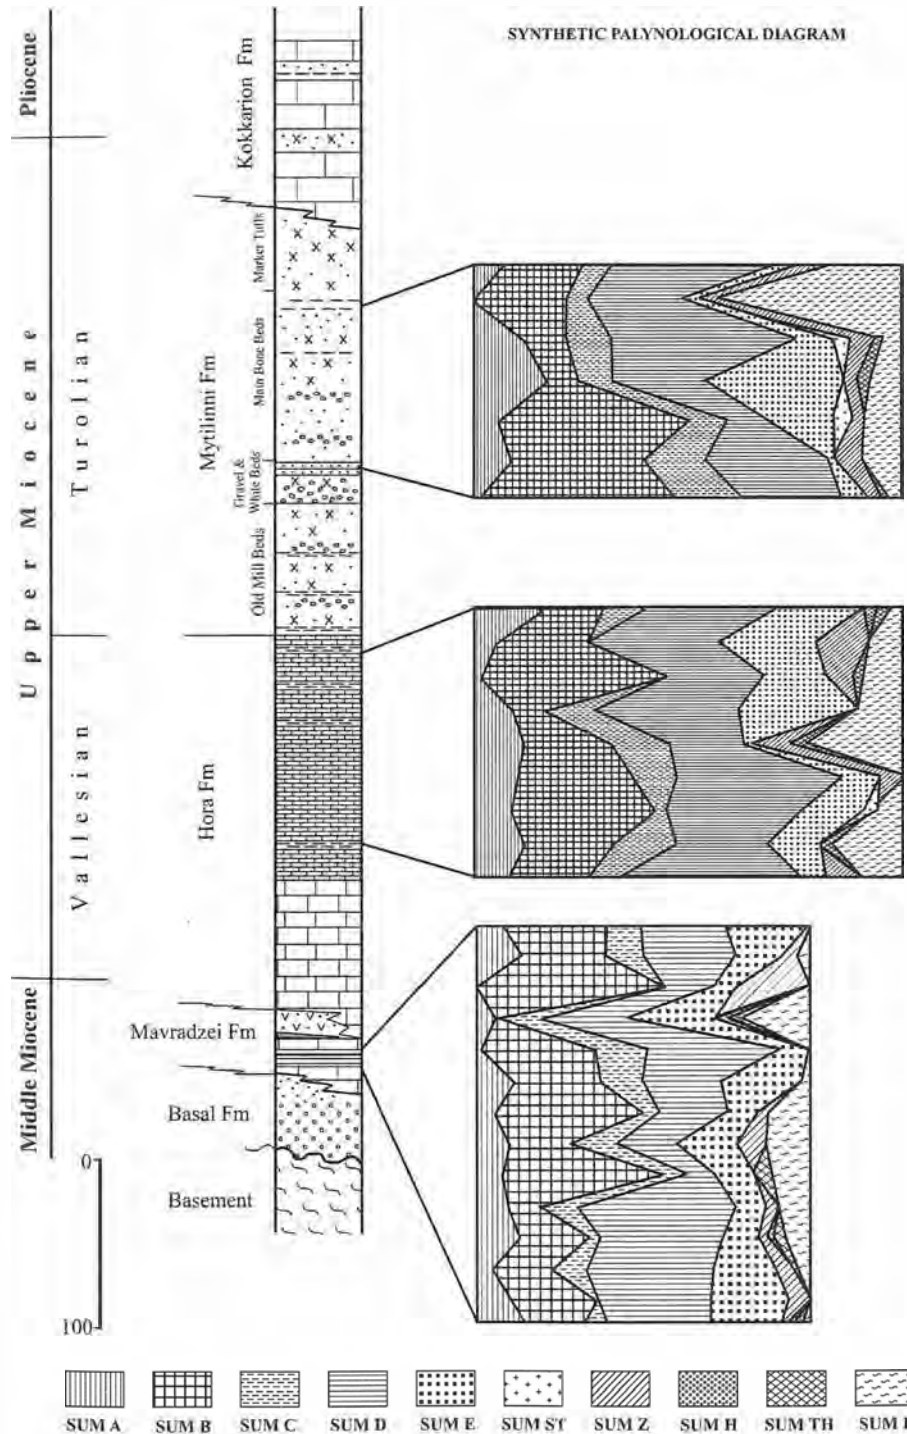 SYNTHETIC PALYNOLOGICAL DIAGRAM
Pliocene
Upper Miocene
Middle Miocene
Turolian
Vallesian
Kokkarion Fm
Mytilinni Fm
Marker Tuffs
Main Bone Beds
Gravel &
White Beds
Old Mill Beds
Hora Fm
Mavradzei Fm
Basal Fm
Basement
0
100
SUM A SUM B SUM C SUM D SUM E SUM ST SUM Z SUM H SUM TH SUM